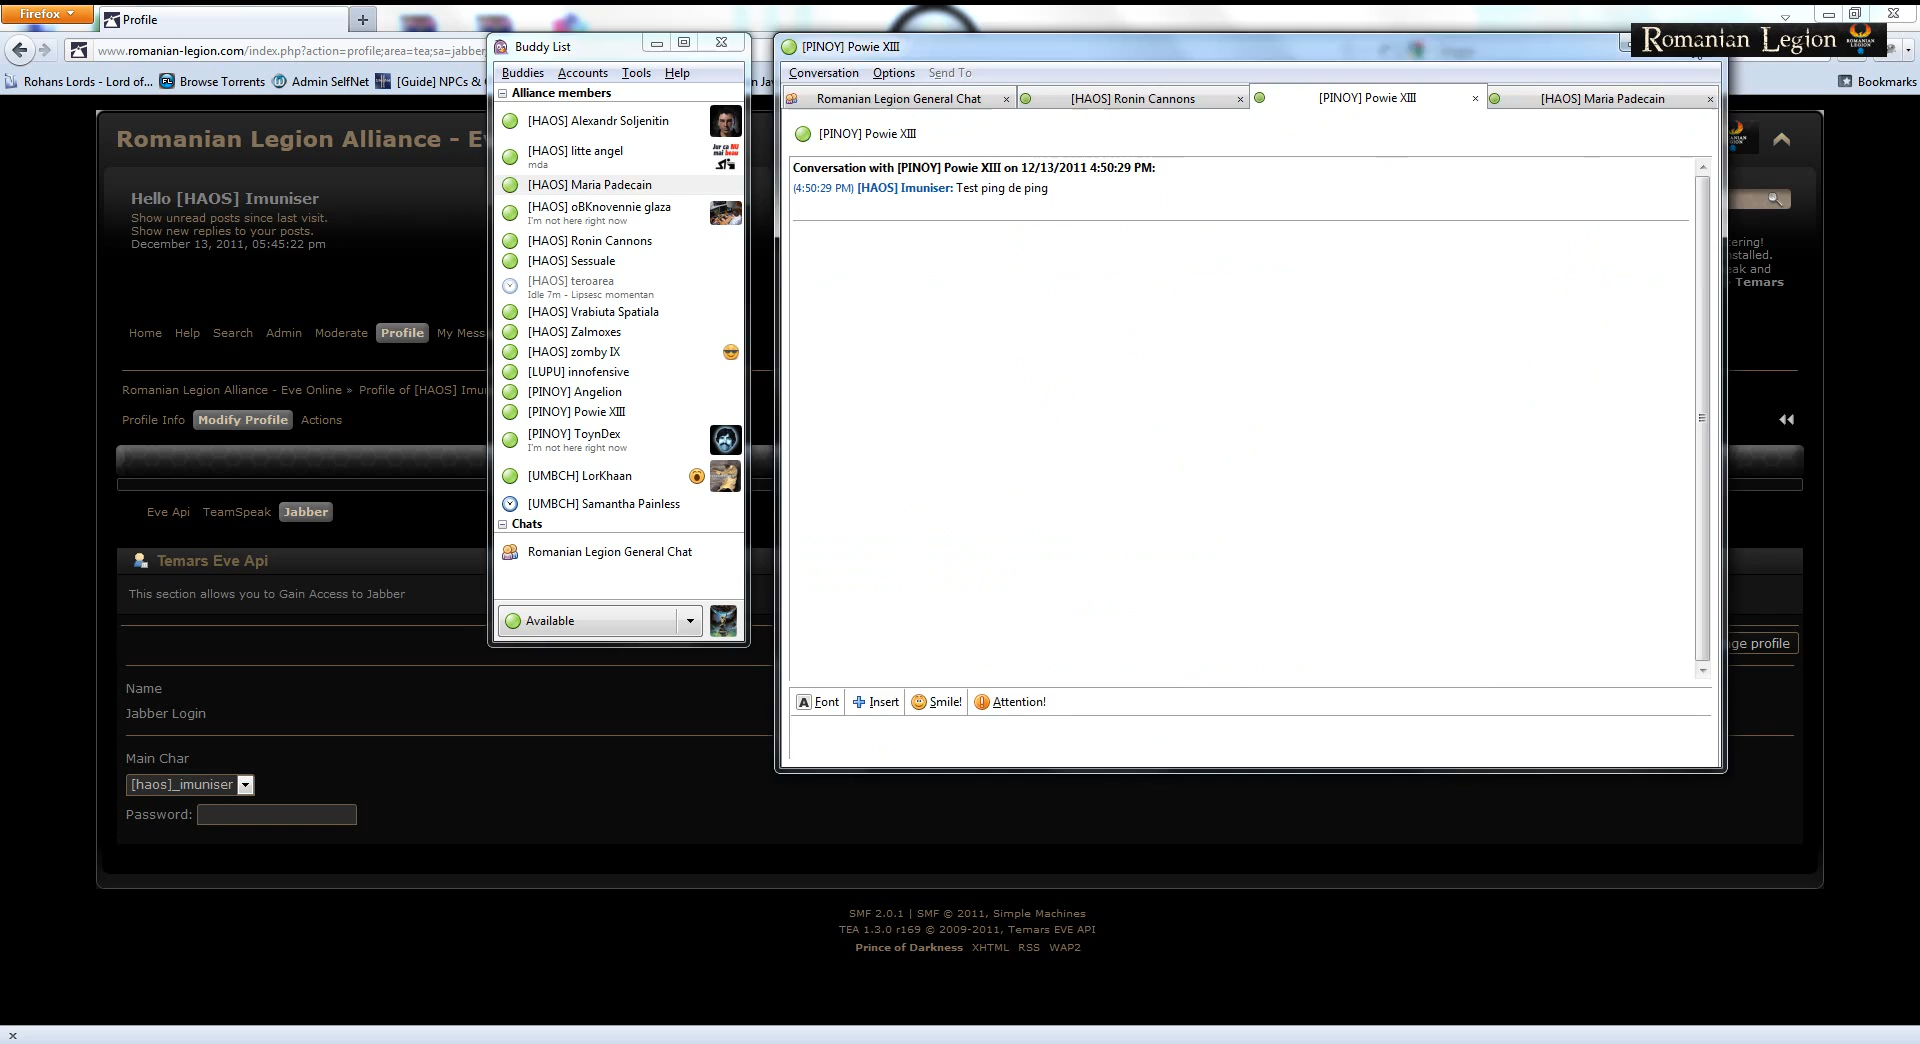 Firefox
Profile
www.romanian-legion.com/index.php?action=profile;area=tea;sa=jabber
Rohans Lords - Lord of... Browse Torrents Admin SelfNet [Guide] NPCs &
Bookmarks
Romanian Legion
Romanian Legion Alliance - E
Hello [HAOS] Imuniser
Show unread posts since last visit.
Show new replies to your posts.
December 13, 2011, 05:45:22 pm
Home Help Search Admin Moderate Profile My Mess
Romanian Legion Alliance - Eve Online » Profile of [HAOS] Imu
Profile Info Modify Profile Actions
Eve Api TeamSpeak Jabber
Temars Eve Api
This section allows you to Gain Access to Jabber
Name
Jabber Login
Main Char
[haos]_imuniser
Password:
Buddy List
Buddies Accounts Tools Help
Alliance members
[HAOS] Alexandr Soljenitin
[HAOS] litte angel
mda
[HAOS] Maria Padecain
[HAOS] oBKnovennie glaza
I'm not here right now
[HAOS] Ronin Cannons
[HAOS] Sessuale
[HAOS] teroarea
Idle 7m - Lipsesc momentan
[HAOS] Vrabiuta Spatiala
[HAOS] Zalmoxes
[HAOS] zomby IX
[LUPU] innofensive
[PINOY] Angelion
[PINOY] Powie XIII
[PINOY] ToynDex
I'm not here right now
[UMBCH] LorKhaan
[UMBCH] Samantha Painless
Chats
Romanian Legion General Chat
Available
[PINOY] Powie XIII
Conversation Options Send To
Romanian Legion General Chat [HAOS] Ronin Cannons [PINOY] Powie XIII [HAOS] Maria Padecain
[PINOY] Powie XIII
Conversation with [PINOY] Powie XIII on 12/13/2011 4:50:29 PM:
(4:50:29 PM) [HAOS] Imuniser: Test ping de ping
Font Insert Smile! Attention!
ering!
nstalled.
eak and
Temars
ge profile
SMF 2.0.1 | SMF © 2011, Simple Machines
TEA 1.3.0 r169 © 2009-2011, Temars EVE API
Prince of Darkness XHTML RSS WAP2